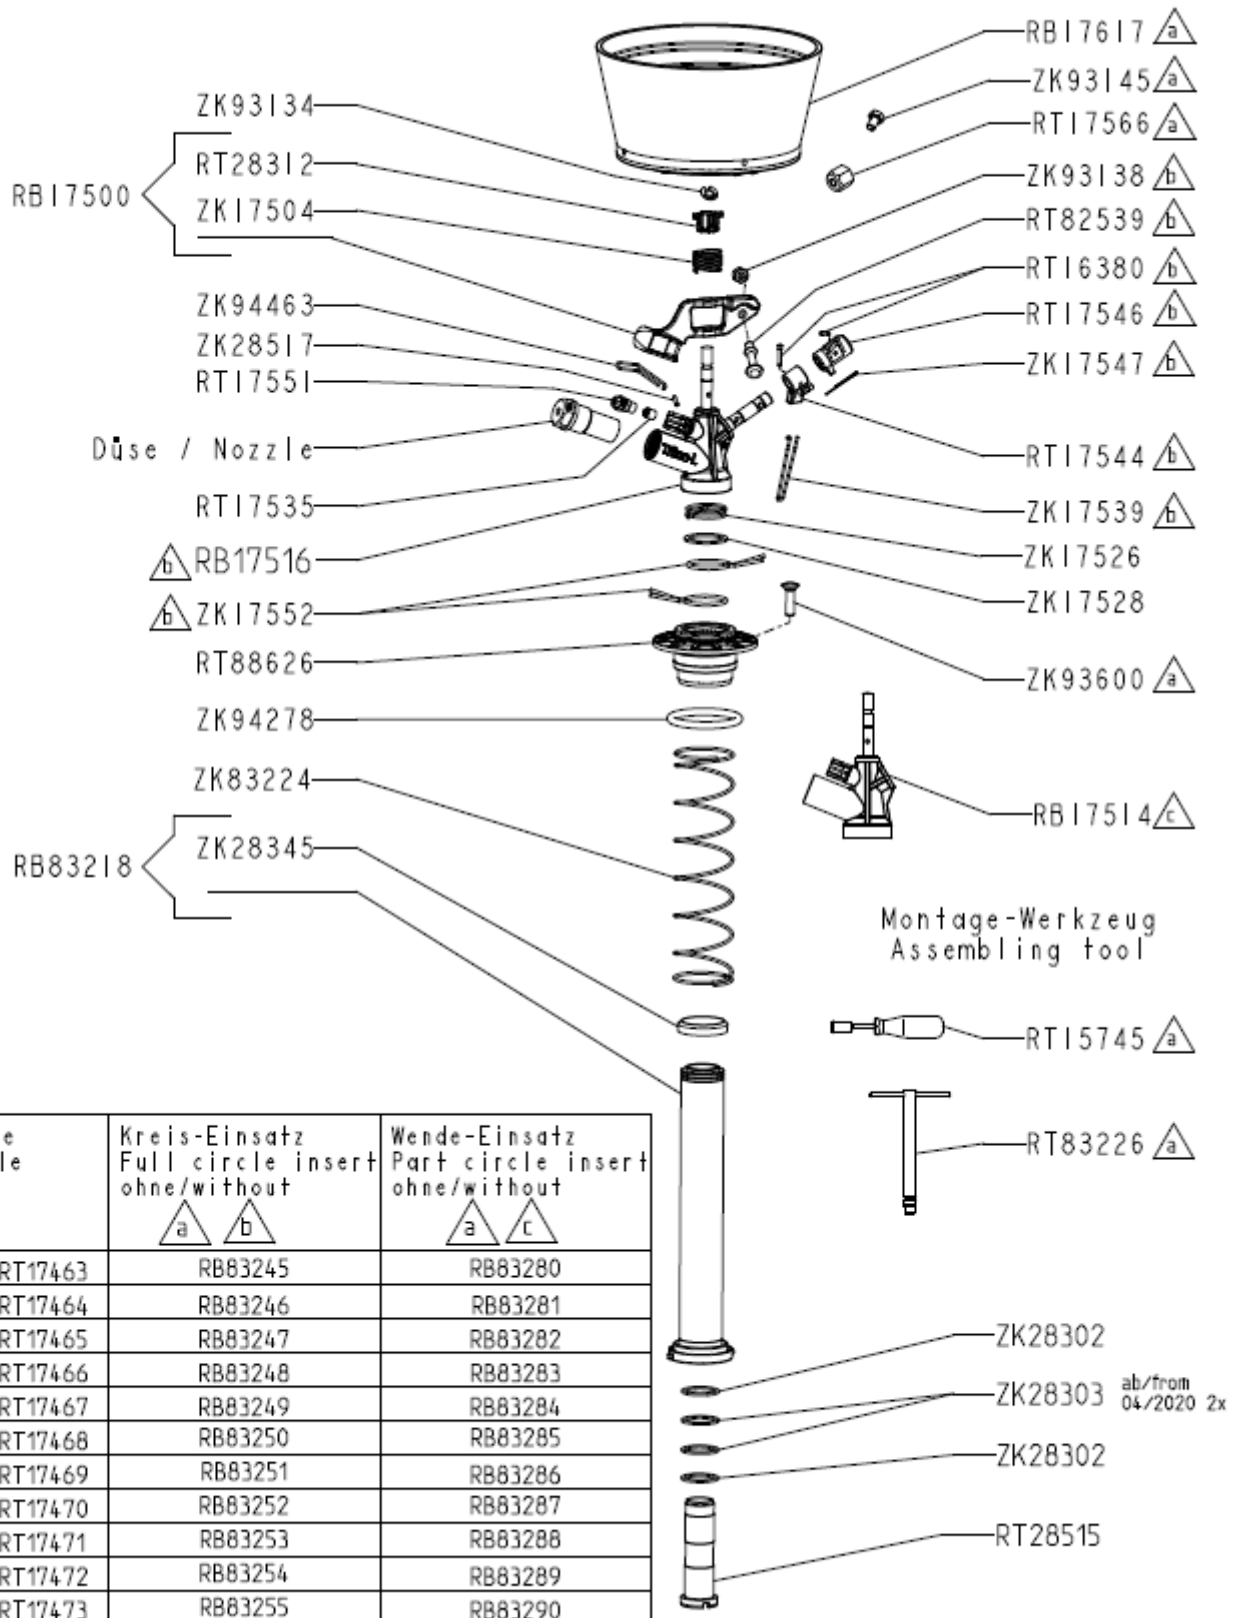 RB17617 a
ZK93145 a
ZK93134
RT17566 a
RT28312
ZK93138 b
RB17500
ZK17504
RT82539 b
RT16380 b
ZK94463
RT17546 b
ZK28517
ZK17547 b
RT17551
Düse / Nozzle
TORO
RT17544 b
RT17535
ZK17539 b
b RB17516
ZK17526
b ZK17552
ZK17528
RT88626
ZK93600 a
ZK94278
ZK83224
RB17514 c
RB83218
ZK28345
Montage-Werkzeug
Assembling tool
RT15745 a
RT83226 a
e
le
Kreis-Einsatz
Full circle insert
ohne/without
a b
Wende-Einsatz
Part circle insert
ohne/without
a c
RT17463 RB83245 RB83280
RT17464 RB83246 RB83281
RT17465 RB83247 RB83282
RT17466 RB83248 RB83283
RT17467 RB83249 RB83284
RT17468 RB83250 RB83285
RT17469 RB83251 RB83286
RT17470 RB83252 RB83287
RT17471 RB83253 RB83288
RT17472 RB83254 RB83289
RT17473 RB83255 RB83290
ZK28302
ZK28303 ab/from
04/2020 2x
ZK28302
RT28515